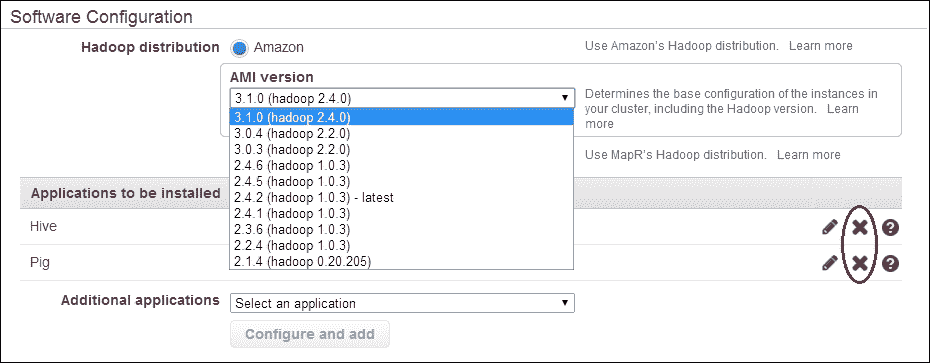 Software Configuration
Hadoop distribution Amazon Use Amazon's Hadoop distribution. Learn more
AMI version
3.1.0 (hadoop 2.4.0)
Determines the base configuration of the instances in
your cluster, including the Hadoop version. Learn
more
3.1.0 (hadoop 2.4.0)
3.0.4 (hadoop 2.2.0)
3.0.3 (hadoop 2.2.0)
2.4.6 (hadoop 1.0.3)
2.4.5 (hadoop 1.0.3)
2.4.2 (hadoop 1.0.3) - latest
2.4.1 (hadoop 1.0.3)
2.3.6 (hadoop 1.0.3)
2.2.4 (hadoop 1.0.3)
2.1.4 (hadoop 0.20.205)
Use MapR's Hadoop distribution. Learn more
Applications to be installed
Hive
Pig
Additional applications Select an application
Configure and add